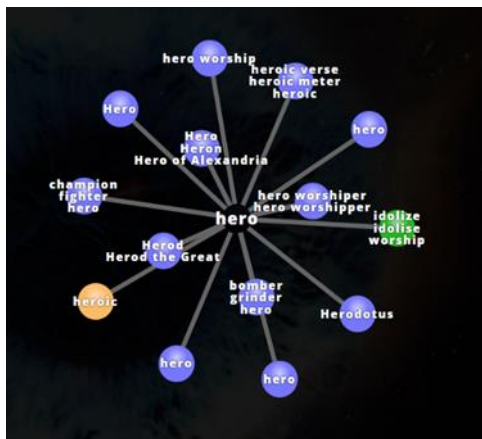 hero worship
heroic verse
heroic meter
heroic
Hero
hero
Hero
Heron
Hero of Alexandria
champion
fighter
hero
hero worshiper
hero worshipper
hero
idolize
idolise
worship
Herod
Herod the Great
heroic
bomber
grinder
hero
Herodotus
hero
hero